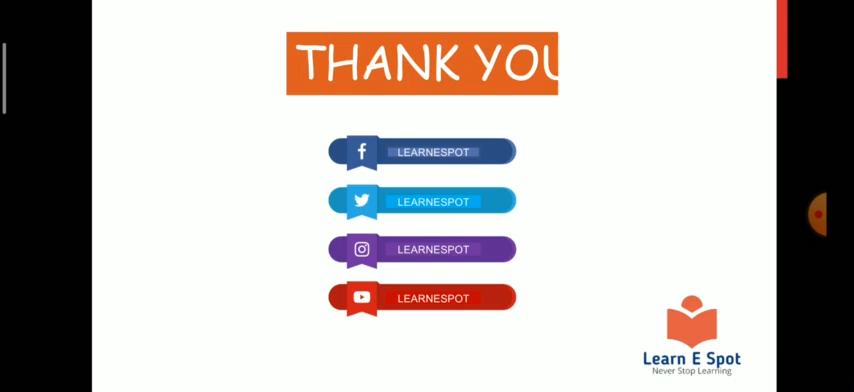 THANK YOU
LEARNESPOT
LEARNESPOT
LEARNESPOT
LEARNESPOT
Learn E Spot
Never Stop Learning